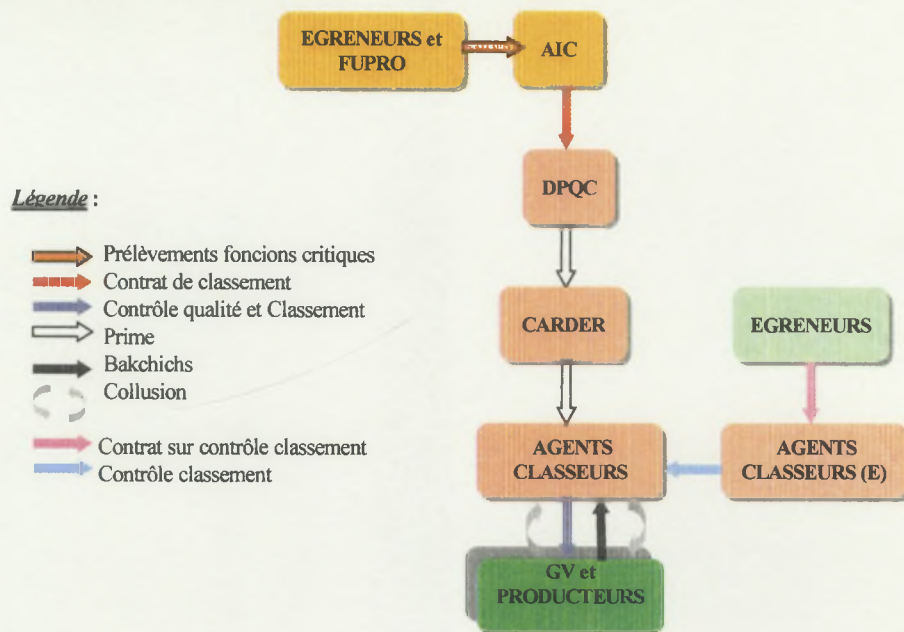 EGRENEURS et
FUPRO
AIC
DPQC
Légende :
Prélèvements foncions critiques
Contrat de classement
Contrôle qualité et Classement
Prime
Bakchichs
Collusion
Contrat sur contrôle classement
Contrôle classement
CARDER
EGRENEURS
AGENTS
CLASSEURS
AGENTS
CLASSEURS (E)
GV et
PRODUCTEURS